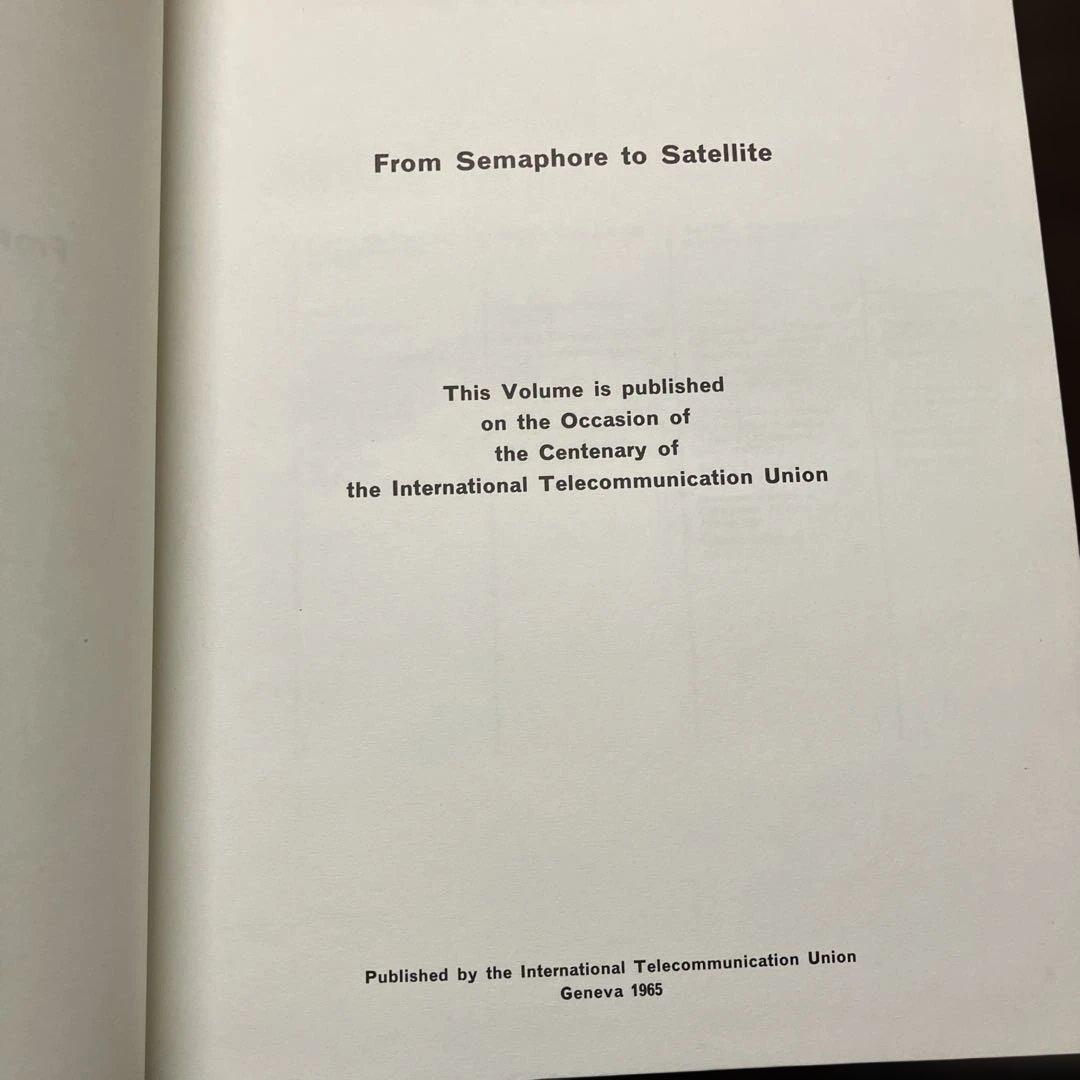 From Semaphore to Satellite
This Volume is published
on the Occasion of
the Centenary of
the International Telecommunication Union
Published by the International Telecommunication Union
Geneva 1965